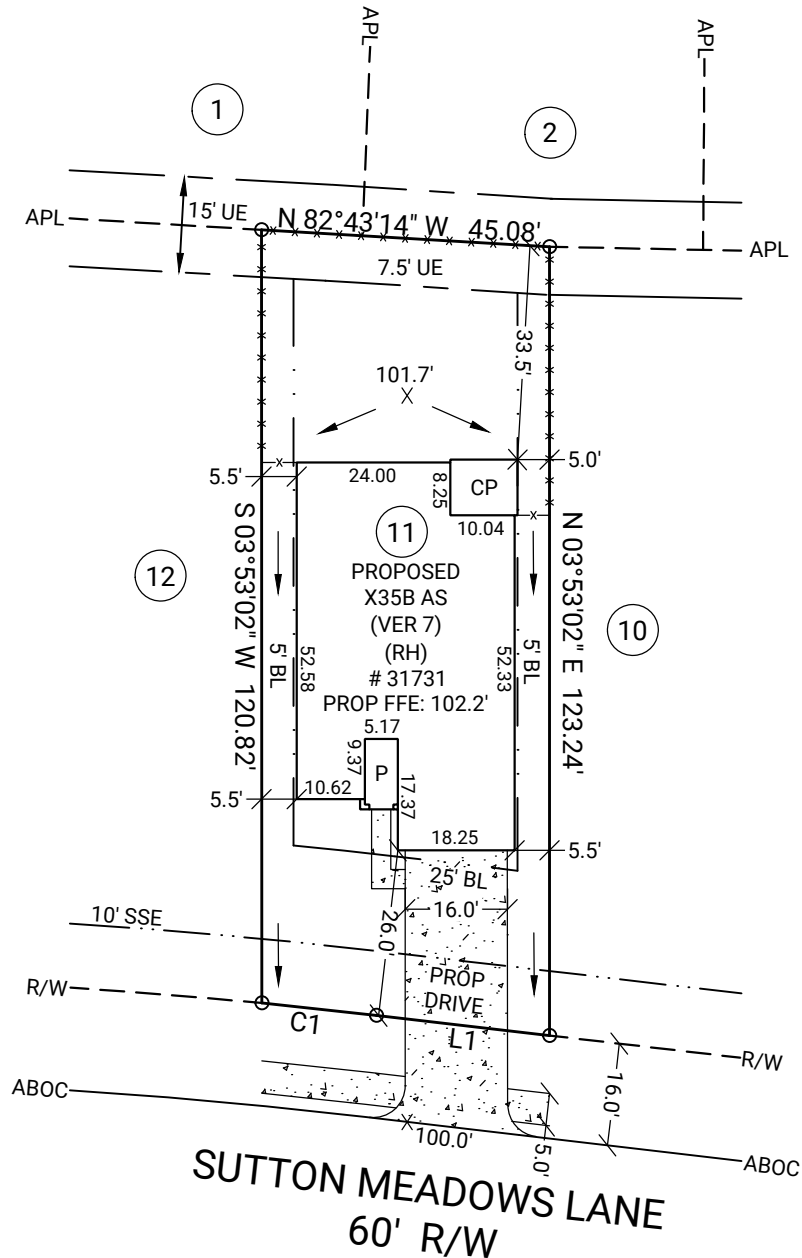 APL
APL
1
2
15' UE
N 82°43'14" W 45.08'
APL
APL
7.5' UE
33.5'
101.7'
X
5.0'
5.5'
24.00
8.25
CP
10.04
11
S 03°53'02" W 120.82'
N 03°53'02" E 123.24'
12
10
PROPOSED
X35B AS
(VER 7)
(RH)
# 31731
PROP FFE: 102.2'
5' BL
52.58
52.33
5' BL
5.17
9.37
P
17.37
10.62
5.5'
18.25
5.5'
25' BL
16.0'
26.0'
10' SSE
PROP
DRIVE
R/W
C1
L1
R/W
16.0'
ABOC
100.0'
5.0'
ABOC
SUTTON MEADOWS LANE
60' R/W